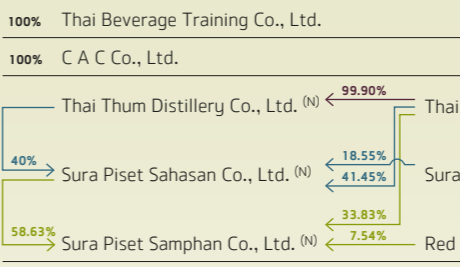 100% Thai Beverage Training Co., Ltd.
100% C A C Co., Ltd.
99.90%
Thai Thum Distillery Co., Ltd. (N) Thai
40% 18.55%
Sura Piset Sahasan Co., Ltd. (N) 41.45% Sura
33.83%
58.63% 7.54%
Sura Piset Samphan Co., Ltd. (N) Red